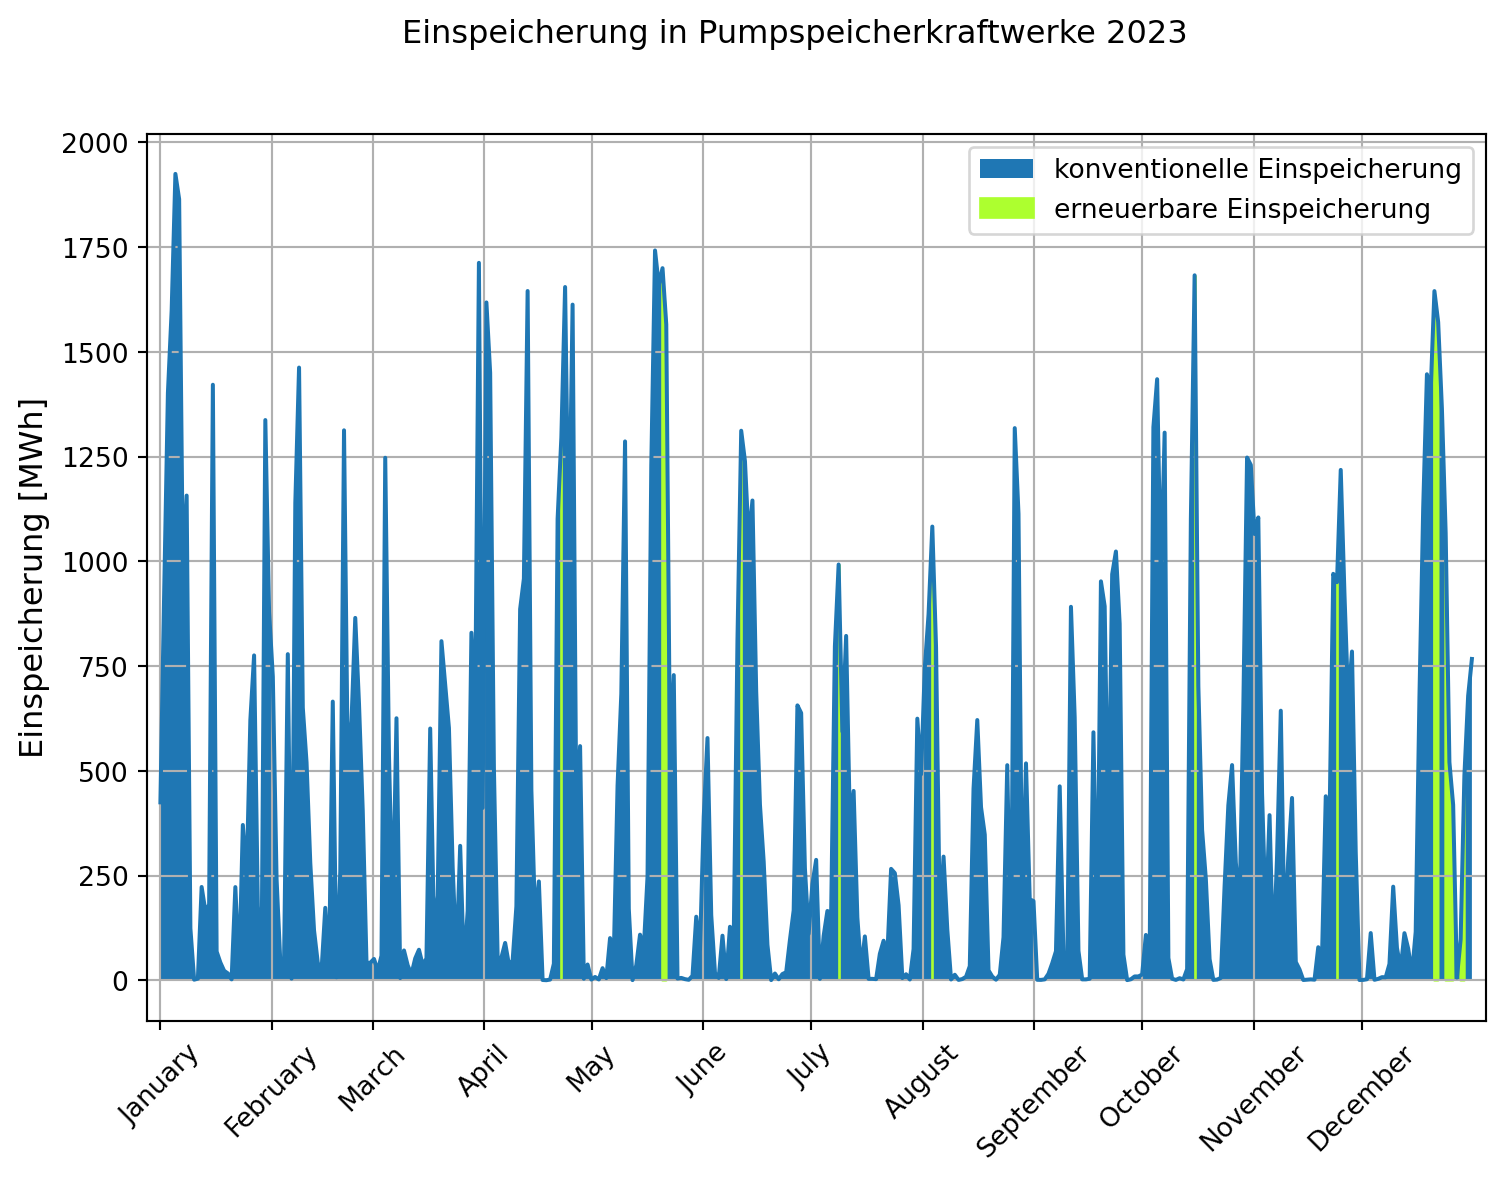 Einspeicherung in Pumpspeicherkraftwerke 2023
konventionelle Einspeicherung
erneuerbare Einspeicherung
Einspeicherung [MWh]
2000
1750
1500
1250
1000
750
500
250
0
January
February
March
April
May
June
July
August
September
October
November
December